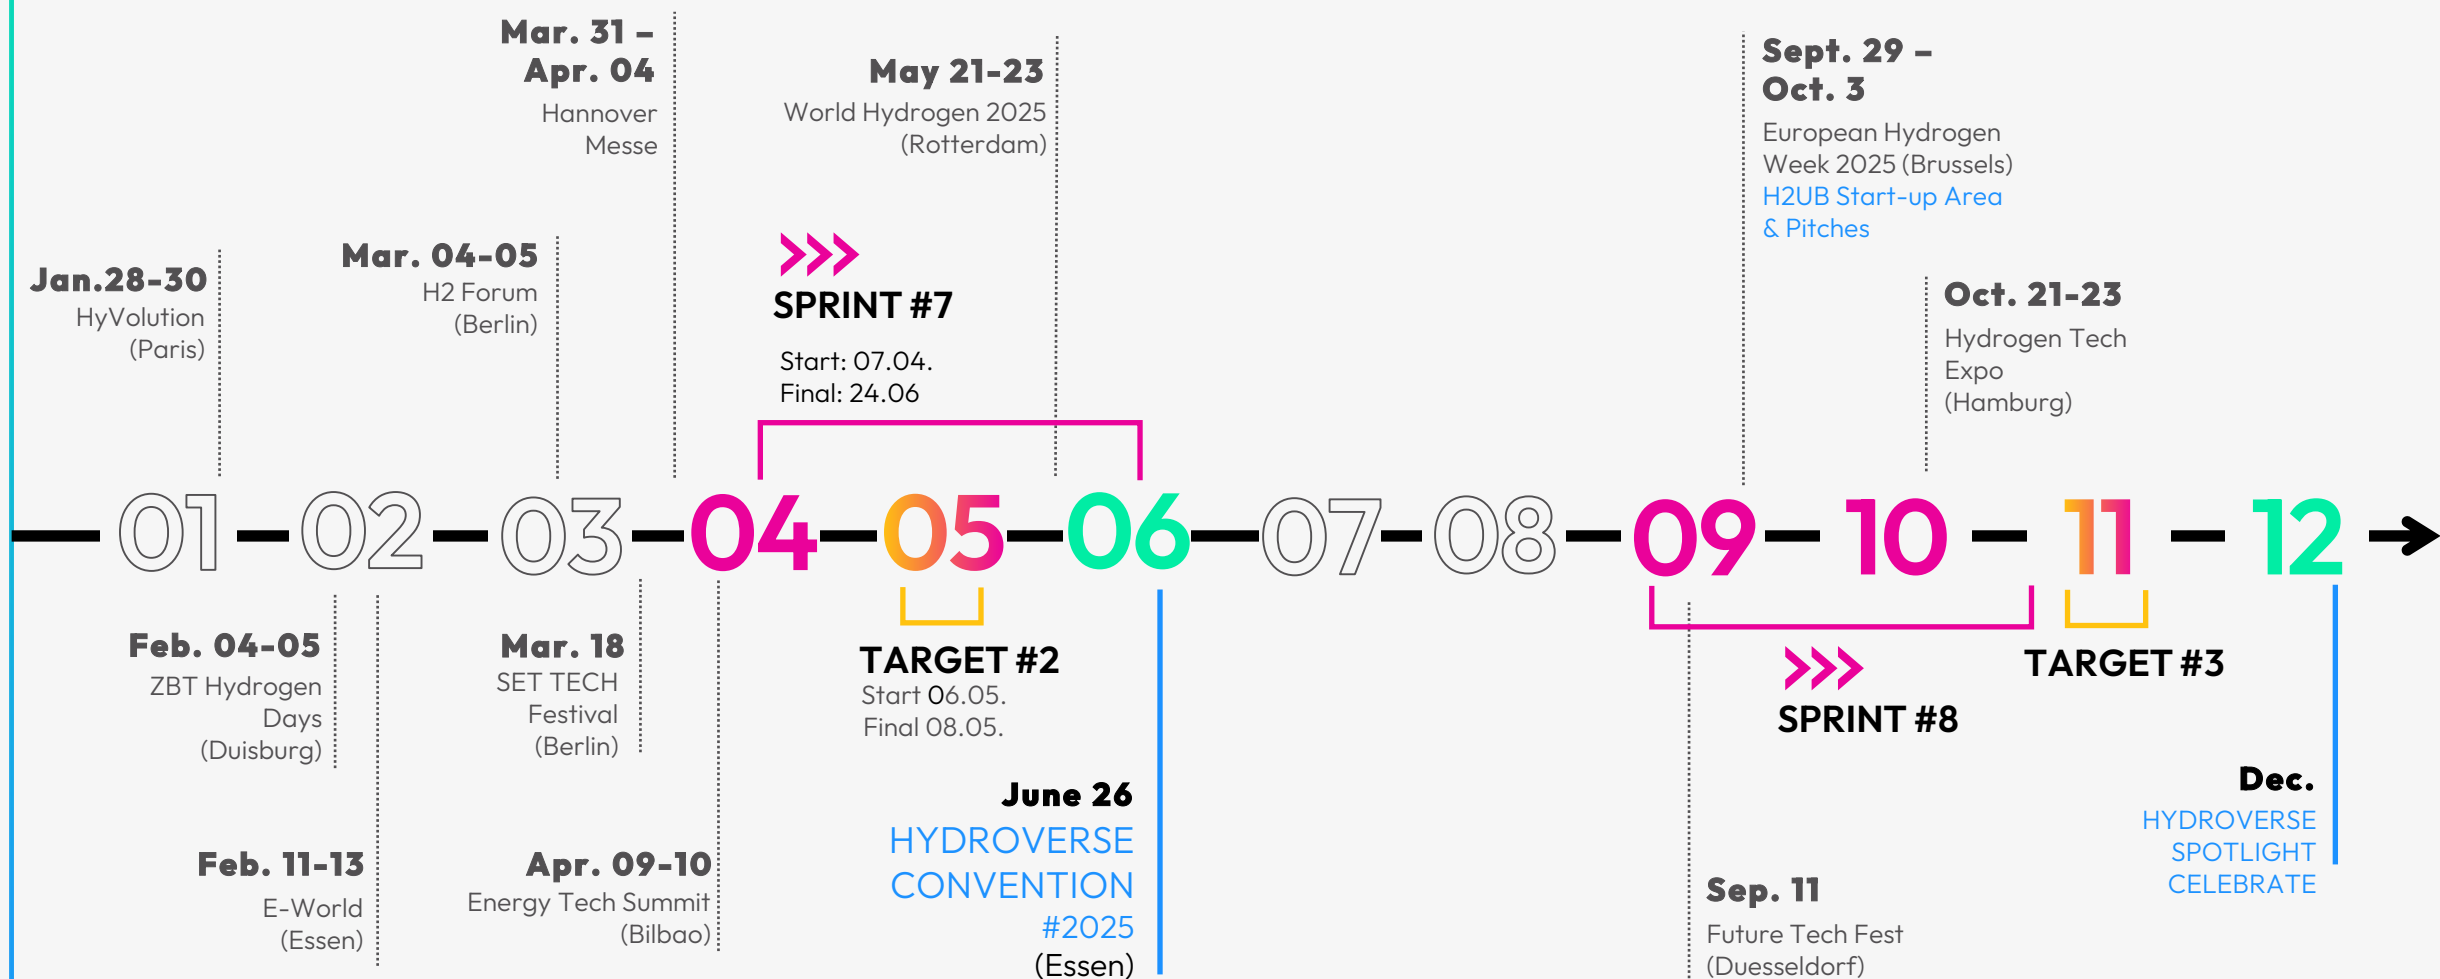 Mar. 31 –
Apr. 04
Hannover
Messe
May 21-23
World Hydrogen 2025
(Rotterdam)
Sept. 29 –
Oct. 3
European Hydrogen
Week 2025 (Brussels)
H2UB Start-up Area
& Pitches
Jan.28-30
HyVolution
(Paris)
Mar. 04-05
H2 Forum
(Berlin)
SPRINT #7
Start: 07.04.
Final: 24.06
Oct. 21-23
Hydrogen Tech
Expo
(Hamburg)
01 02 03 04 05 06 07 08 09 10 11 12
Feb. 04-05
ZBT Hydrogen
Days
(Duisburg)
Mar. 18
SET TECH
Festival
(Berlin)
TARGET #2
Start 06.05.
Final 08.05.
SPRINT #8
TARGET #3
Feb. 11-13
E-World
(Essen)
Apr. 09-10
Energy Tech Summit
(Bilbao)
June 26
HYDROVERSE
CONVENTION
#2025
(Essen)
Sep. 11
Future Tech Fest
(Duesseldorf)
Dec.
HYDROVERSE
SPOTLIGHT
CELEBRATE